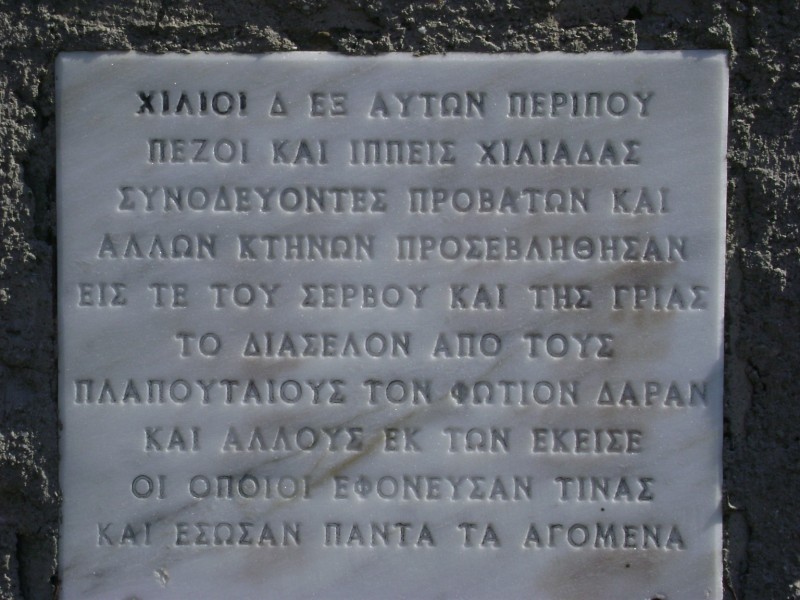 ΧΙΛΙΟΙ Δ ΕΞ ΑΥΤΩΝ ΠΕΡΙΠΟΥ
ΠΕΖΟΙ ΚΑΙ ΙΠΠΕΙΣ ΧΙΛΙΑΔΑΣ
ΣΥΝΟΔΕΥΟΝΤΕΣ ΠΡΟΒΑΤΩΝ ΚΑΙ
ΑΛΛΩΝ ΚΤΗΝΩΝ ΠΡΟΣΕΒΛΗΘΗΣΑΝ
ΕΙΣ ΤΕ ΤΟΥ ΣΕΡΒΟΥ ΚΑΙ ΤΗΣ ΓΡΙΑΣ
ΤΟ ΔΙΑΣΕΛΟΝ ΑΠΟ ΤΟΥΣ
ΠΛΑΠΟΥΤΑΙΟΥΣ ΤΟΝ ΦΩΤΙΟΝ ΔΑΡΑΝ
ΚΑΙ ΑΛΛΟΥΣ ΕΚ ΤΩΝ ΕΚΕΙΣΕ
ΟΙ ΟΠΟΙΟΙ ΕΦΟΝΕΥΣΑΝ ΤΙΝΑΣ
ΚΑΙ ΕΣΩΣΑΝ ΠΑΝΤΑ ΤΑ ΑΓΟΜΕΝΑ